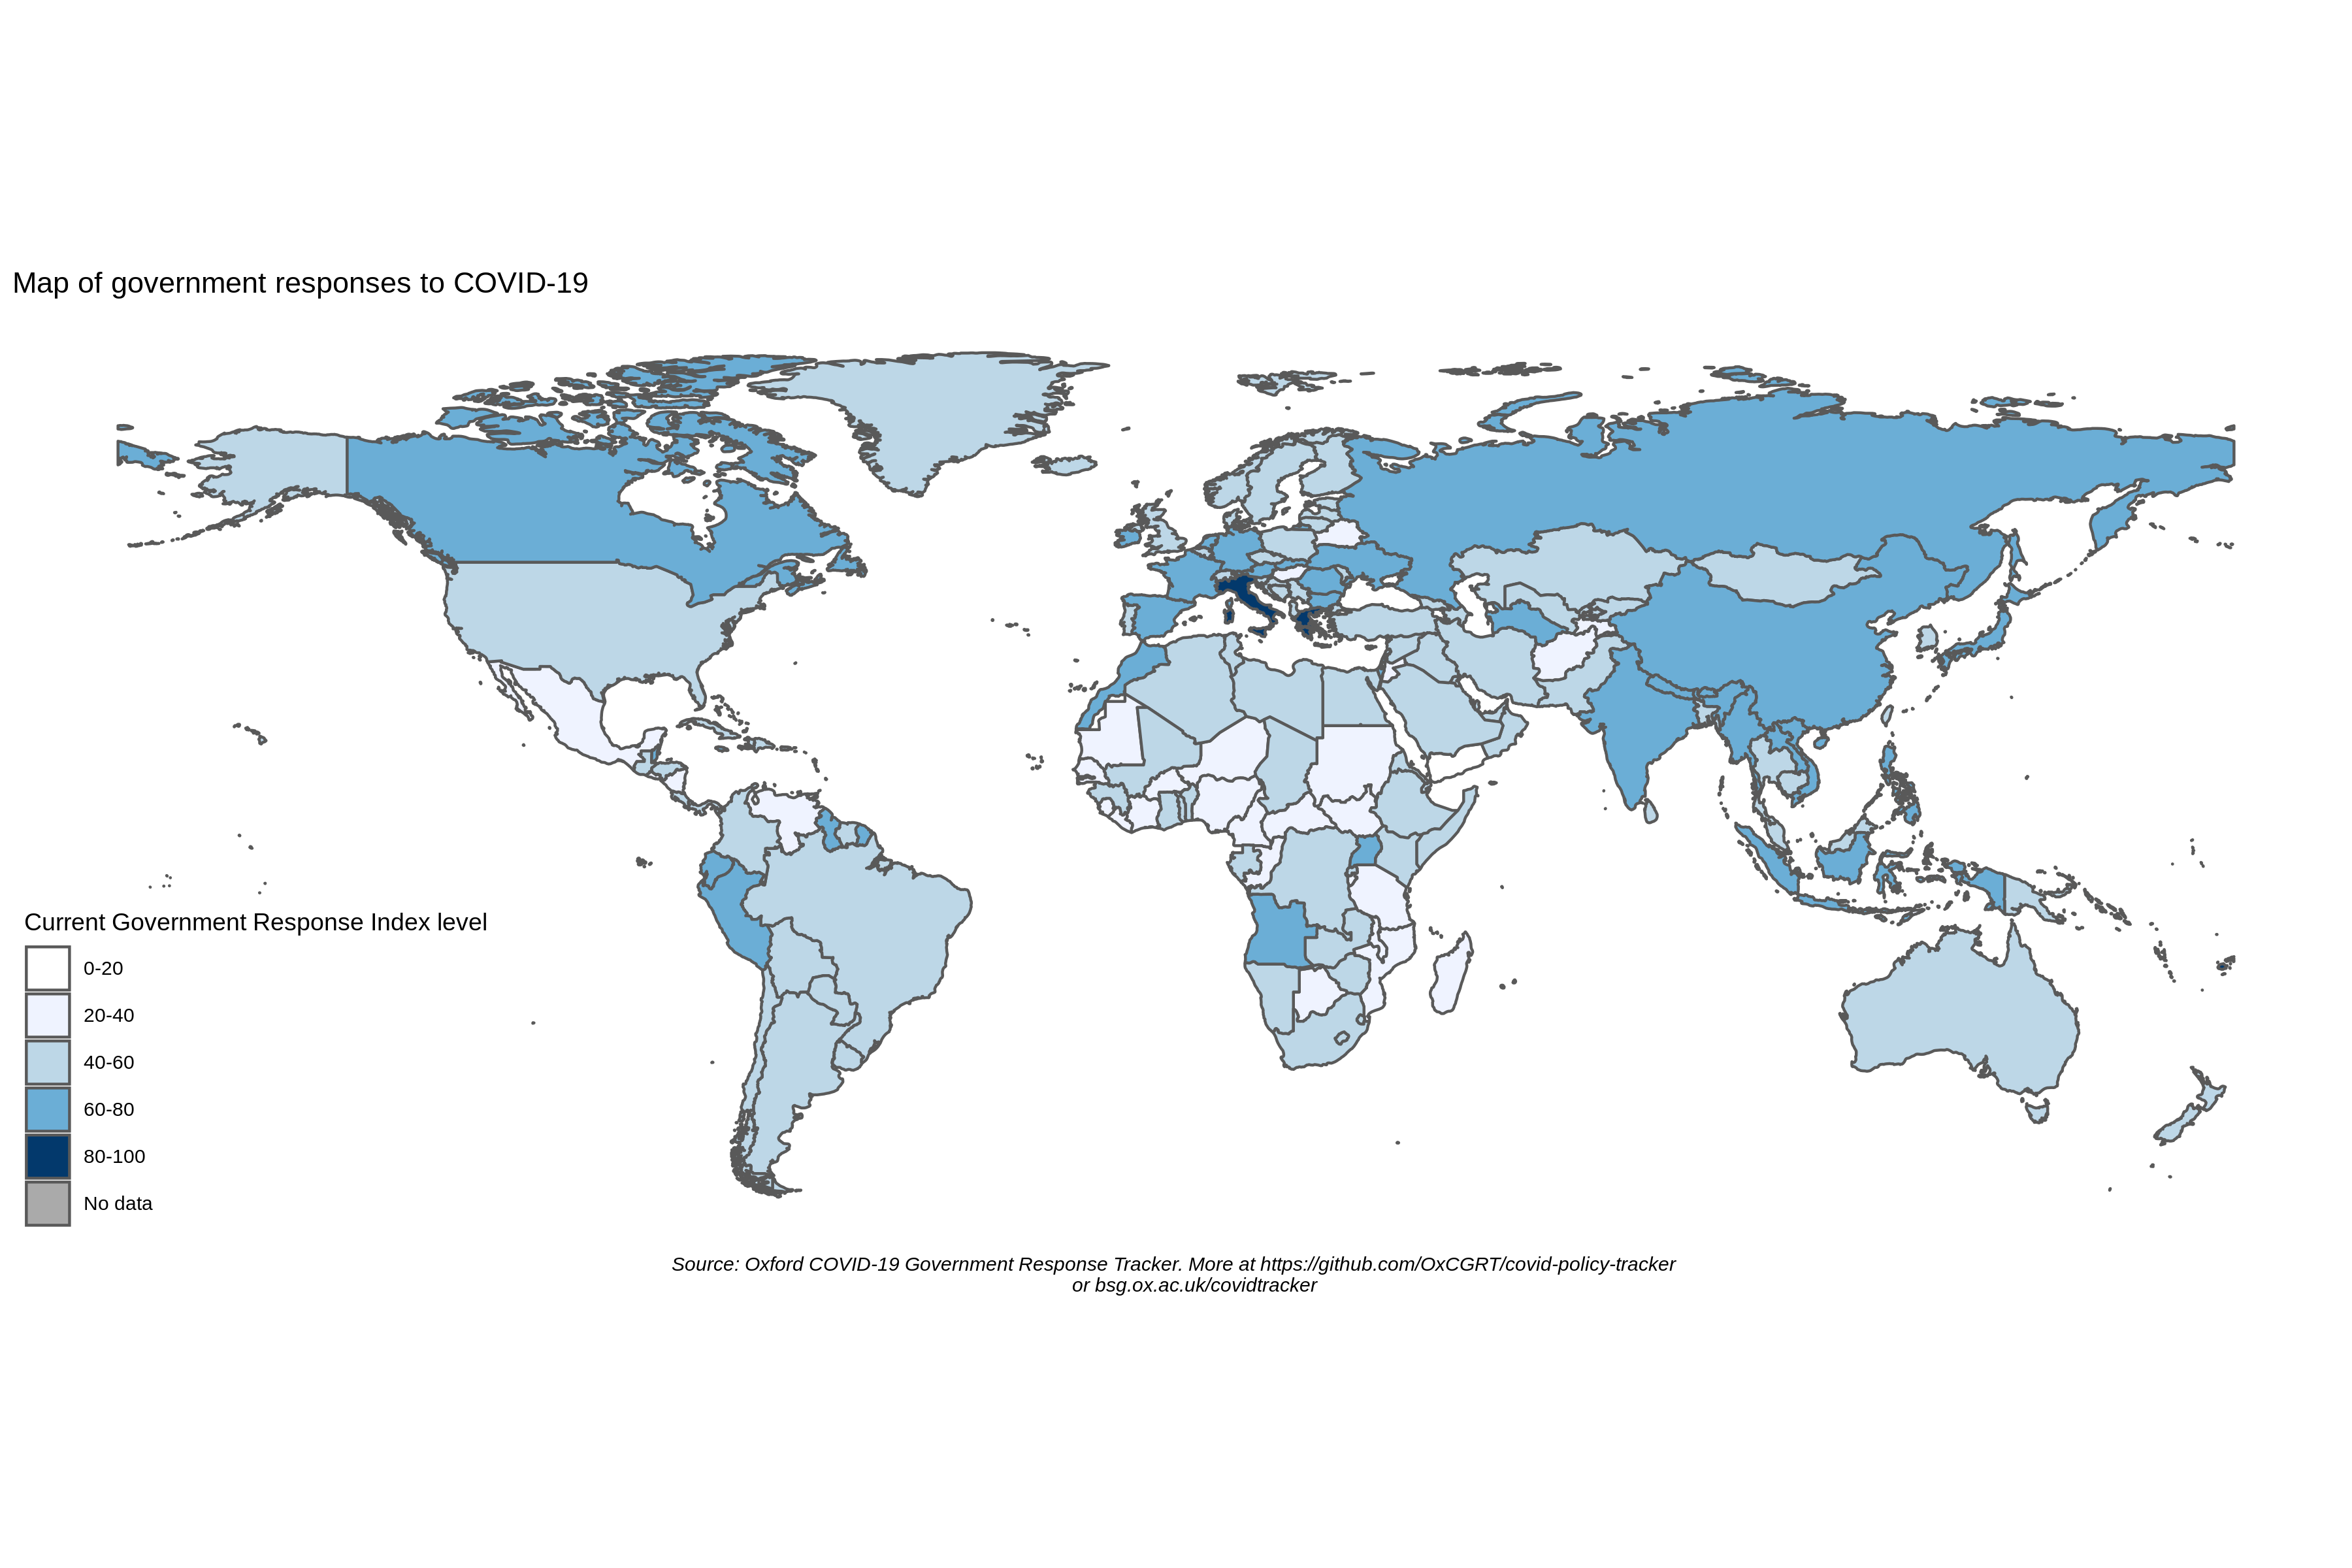 Map of government responses to COVID-19
Current Government Response Index level
0-20
20-40
40-60
60-80
80-100
No data
Source: Oxford COVID-19 Government Response Tracker. More at https://github.com/OxCGRT/covid-policy-tracker
or bsg.ox.ac.uk/covidtracker